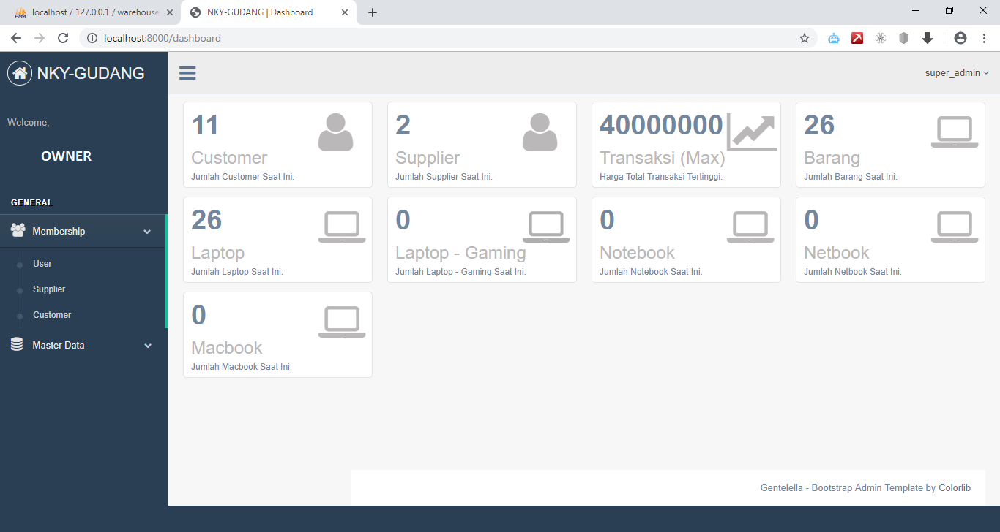 PMA localhost / 127.0.0.1 / warehouse
NKY-GUDANG | Dashboard
localhost:8000/dashboard
NKY-GUDANG
super_admin
Welcome,
OWNER
GENERAL
Membership
User
Supplier
Customer
Master Data
11
Customer
Jumlah Customer Saat Ini.
2
Supplier
Jumlah Supplier Saat Ini.
40000000
Transaksi (Max)
Harga Total Transaksi Tertinggi.
26
Barang
Jumlah Barang Saat Ini.
26
Laptop
Jumlah Laptop Saat Ini.
0
Laptop - Gaming
Jumlah Laptop - Gaming Saat Ini.
0
Notebook
Jumlah Notebook Saat Ini.
0
Netbook
Jumlah Netbook Saat Ini.
0
Macbook
Jumlah Macbook Saat Ini.
Gentelella - Bootstrap Admin Template by Colorlib